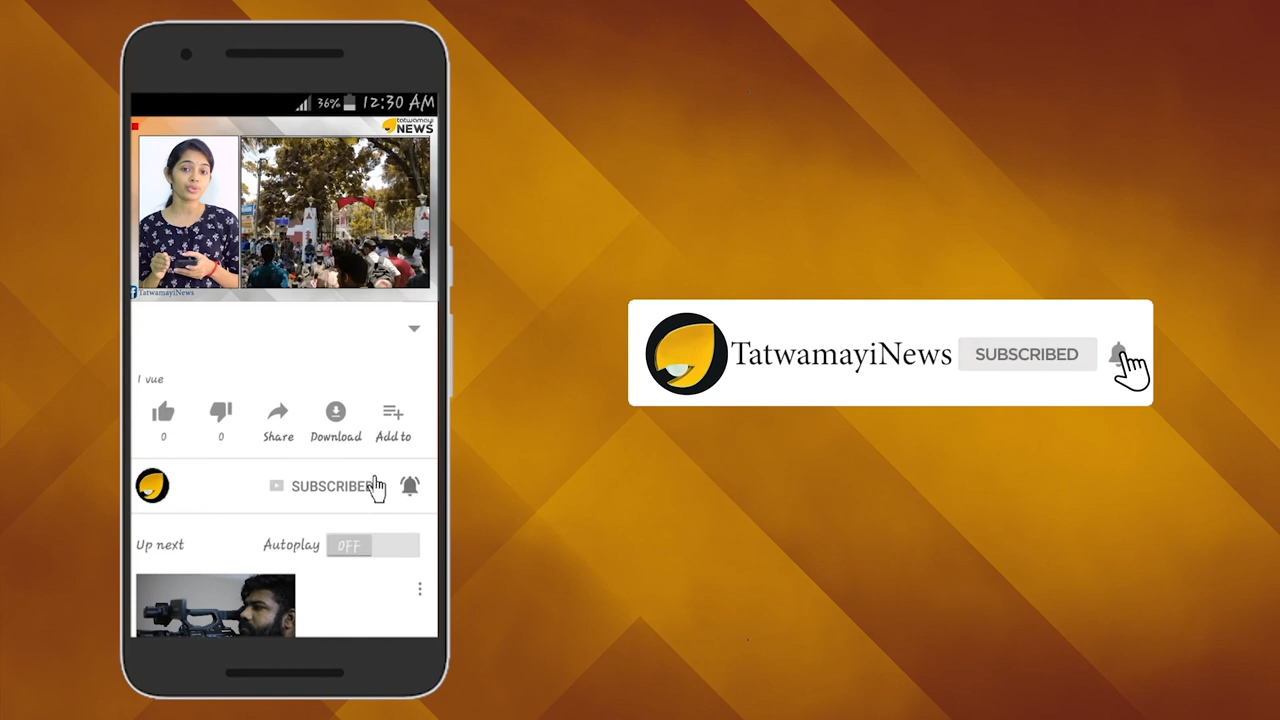 36% 12:30 AM
tatwamayi
NEWS
TatwamayiNews
1 vue
0
0
Share
Download
Add to
SUBSCRIBED
Up next
Autoplay
OFF
TatwamayiNews
SUBSCRIBED